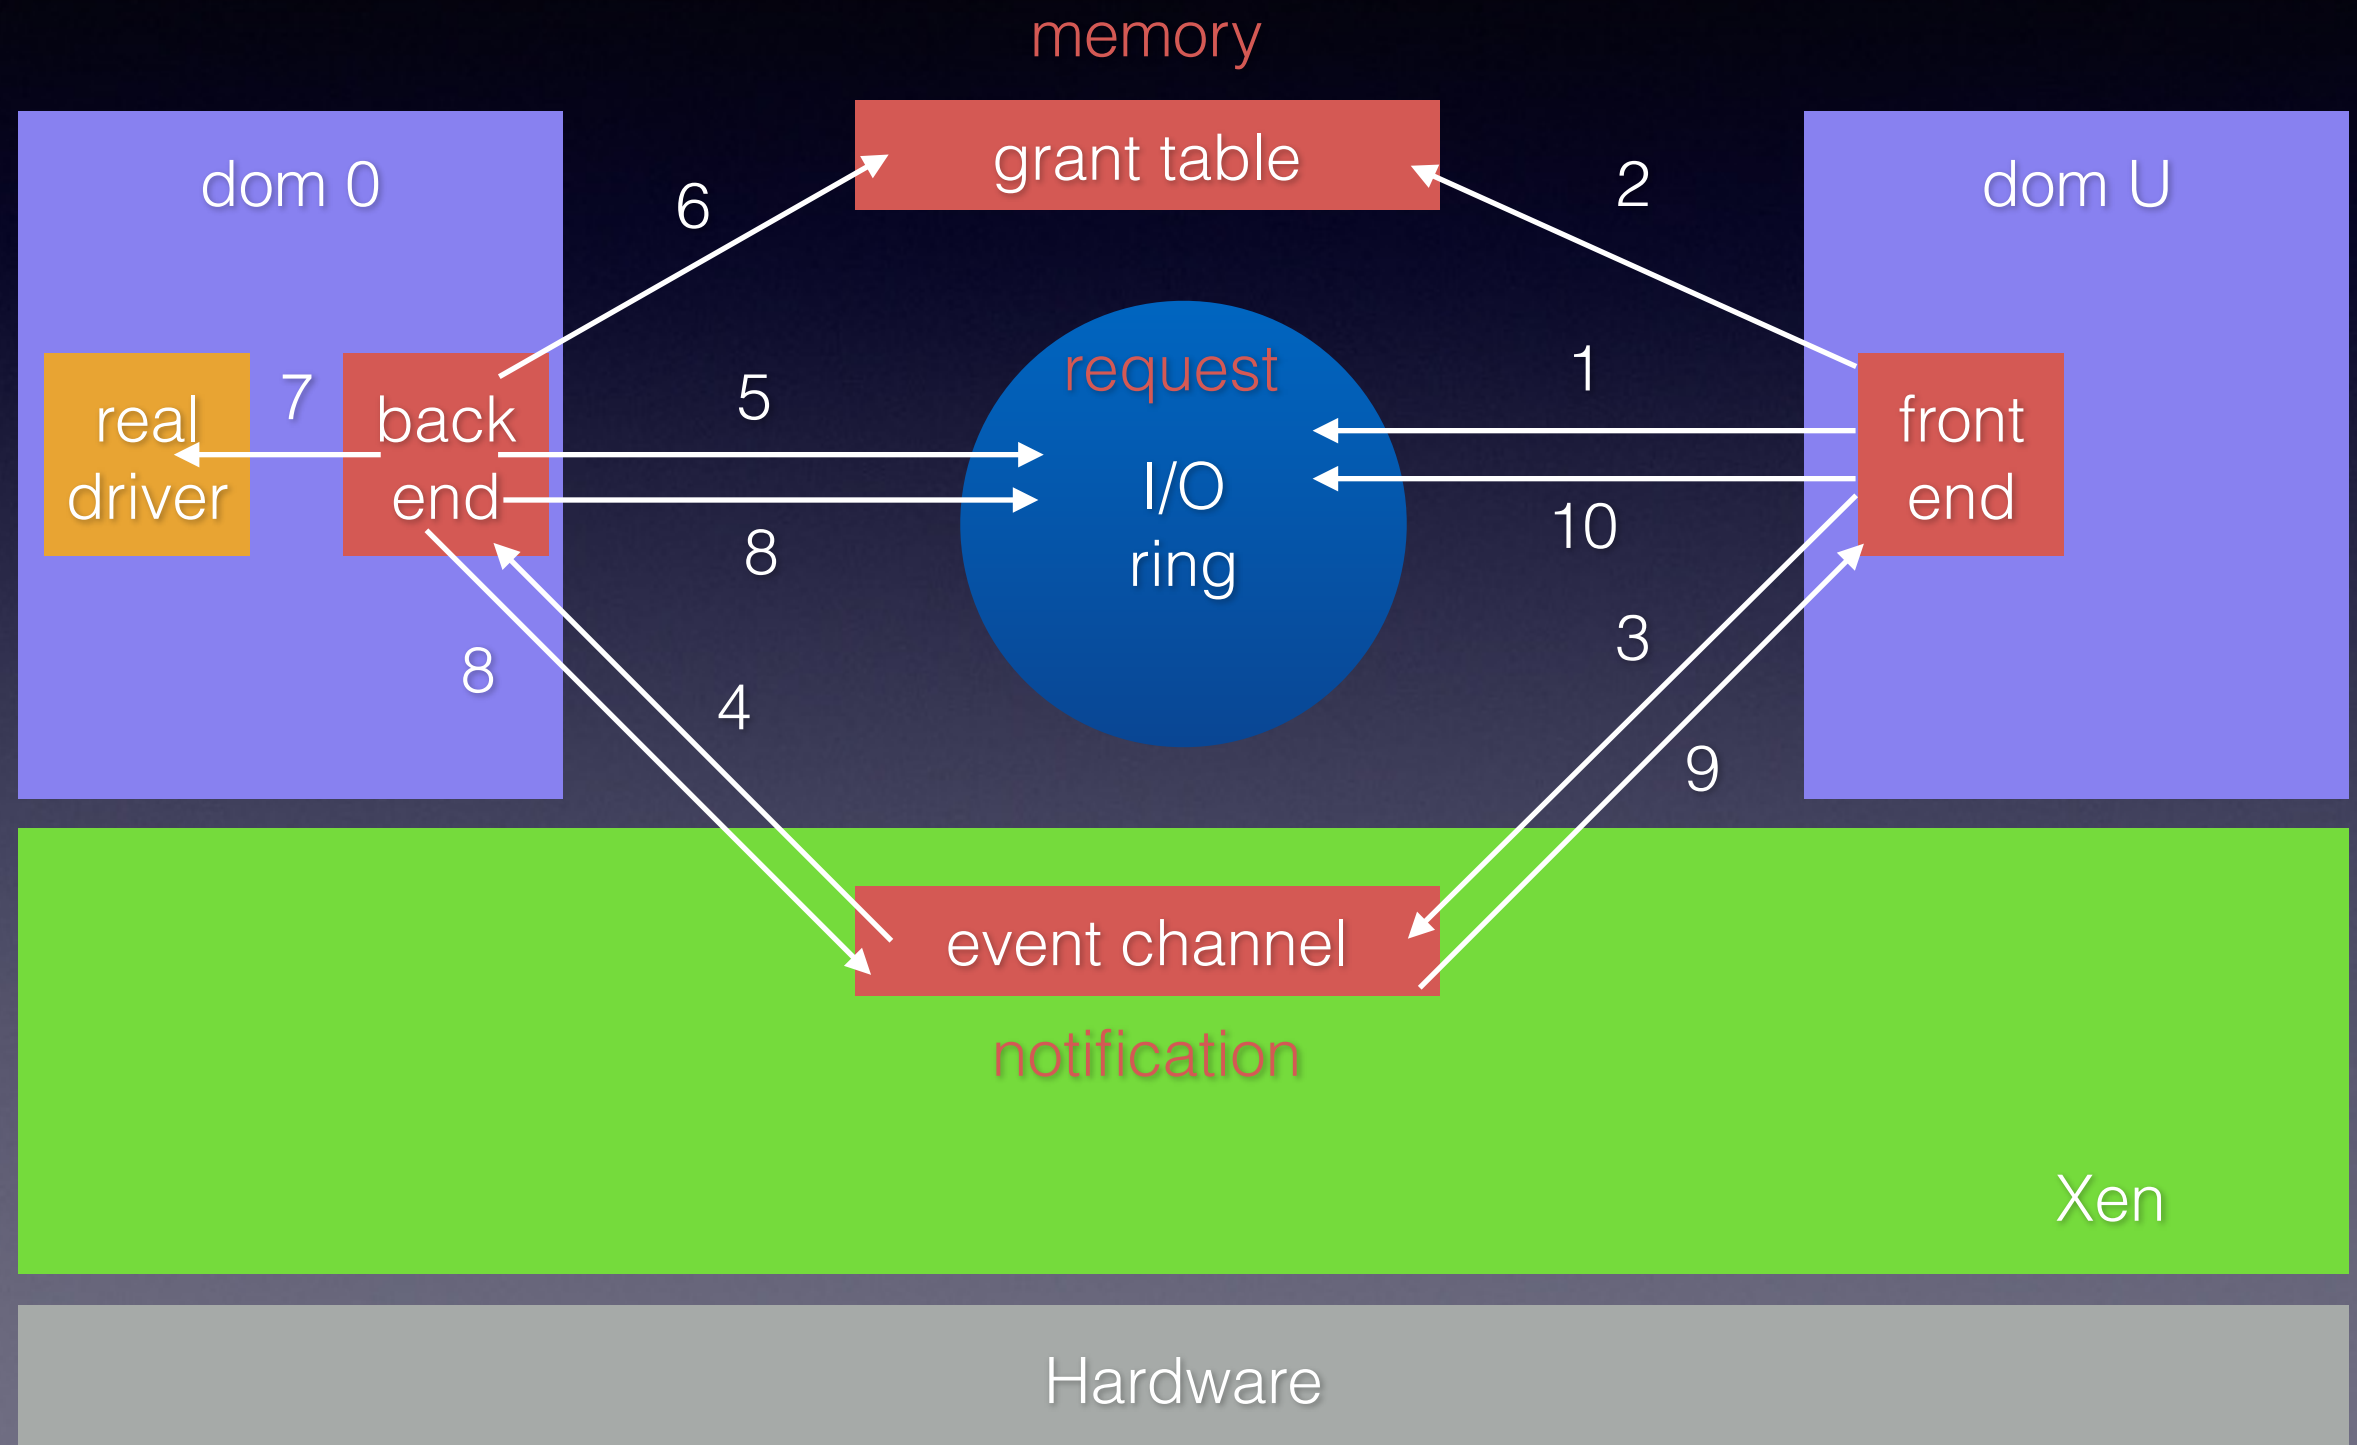 memory
grant table
dom 0
6
2
dom U
request
1
7
5
real
driver
back
end
front
end
I/O
ring
8
10
8
4
3
9
event channel
notification
Xen
Hardware